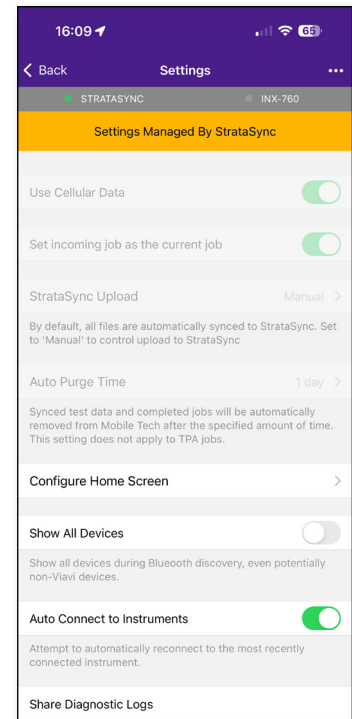 16:09
65
Back
Settings
STRATASYNC
INX-760
Settings Managed By StrataSync
Use Cellular Data
Set incoming job as the current job
StrataSync Upload
Manual
By default, all files are automatically synced to StrataSync. Set
to 'Manual' to control upload to StrataSync
Auto Purge Time
1 day
Synced test data and completed jobs will be automatically
removed from Mobile Tech after the specified amount of time.
This setting does not apply to TPA jobs.
Configure Home Screen
Show All Devices
Show all devices during Blueooth discovery, even potentially
non-Viavi devices.
Auto Connect to Instruments
Attempt to automatically reconnect to the most recently
connected instrument.
Share Diagnostic Logs